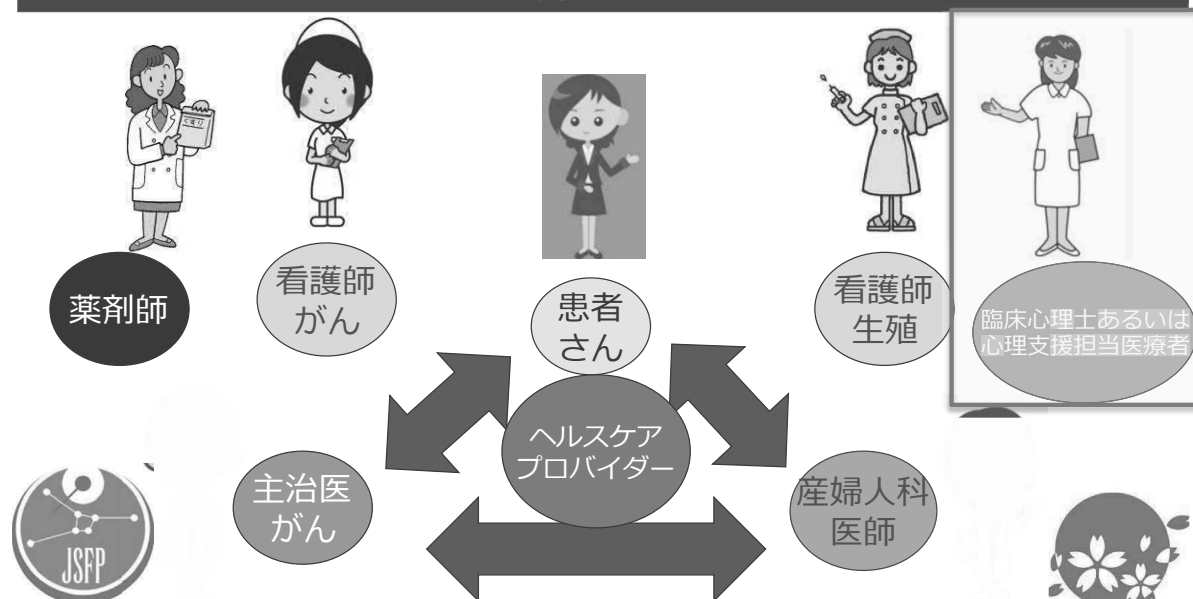 くすり
薬剤師
看護師
がん
患者
さん
看護師
生殖
臨床心理士あるいは
心理支援担当医療者
ヘルスケア
プロバイダー
主治医
がん
産婦人科
医師
JSFP